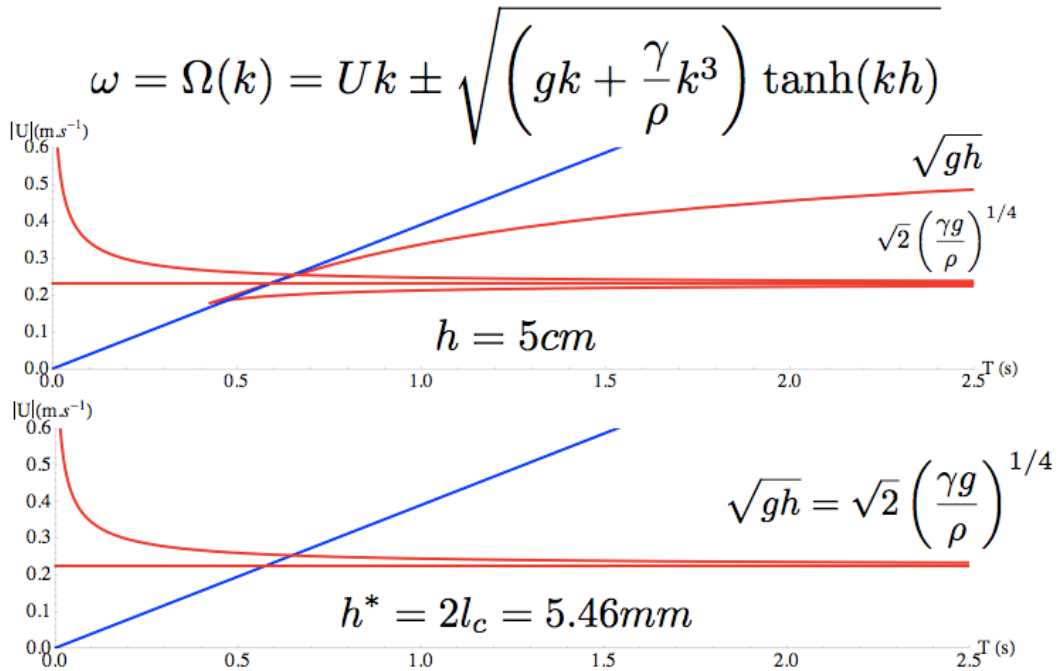 ω = Ω(k) = Uk ± √((gk + γ/ρ k³) tanh(kh))
|U|(m.s⁻¹)
0.6
0.5
0.4
0.3
0.2
0.1
0.0
√gh
√2 (γg/ρ)^1/4
h = 5cm
0.0 0.5 1.0 1.5 2.0 2.5 T (s)
|U|(m.s⁻¹)
0.6
0.5
0.4
0.3
0.2
0.1
0.0
√gh = √2 (γg/ρ)^1/4
h* = 2l_c = 5.46mm
0.0 0.5 1.0 1.5 2.0 2.5 T (s)